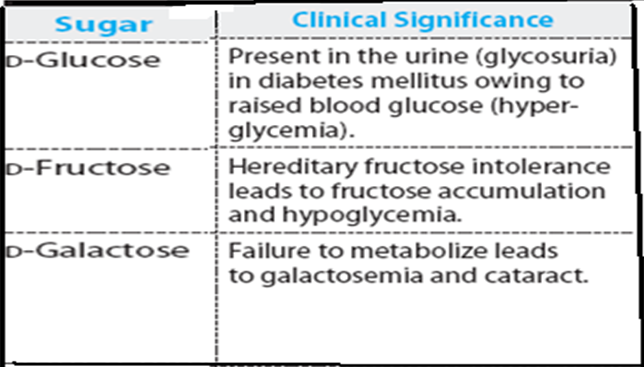 Sugar Clinical Significance
D-Glucose Present in the urine (glycosuria)
in diabetes mellitus owing to
raised blood glucose (hyper-
glycemia).
D-Fructose Hereditary fructose intolerance
leads to fructose accumulation
and hypoglycemia.
D-Galactose Failure to metabolize leads
to galactosemia and cataract.